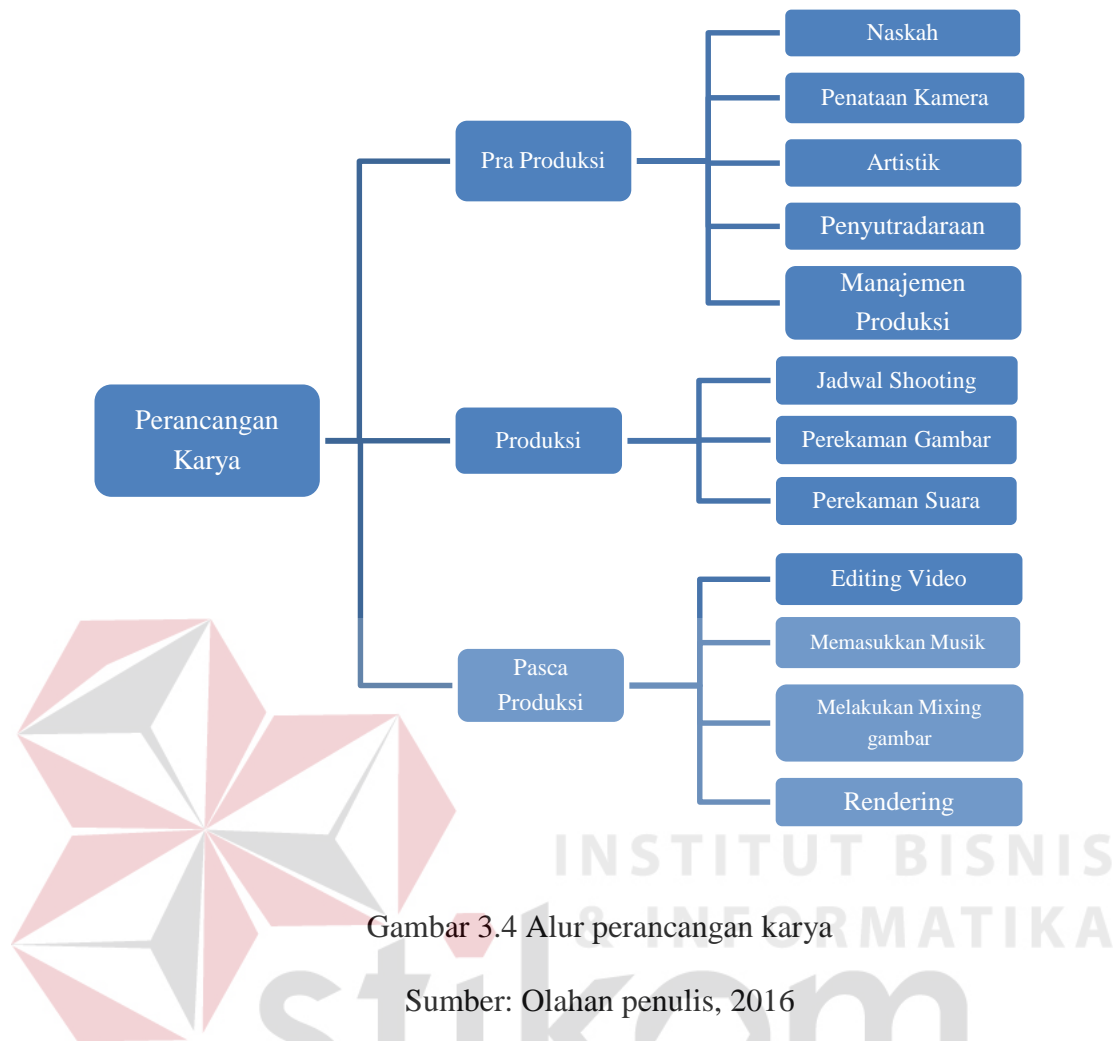 Perancangan
Karya
Pra Produksi
Naskah
Penataan Kamera
Artistik
Penyutradaraan
Manajemen
Produksi
Produksi
Jadwal Shooting
Perekaman Gambar
Perekaman Suara
Pasca
Produksi
Editing Video
Memasukkan Musik
Melakukan Mixing
gambar
Rendering
INSTITUT BISNIS
& INFORMATIKA
stikom
Gambar 3.4 Alur perancangan karya
Sumber: Olahan penulis, 2016